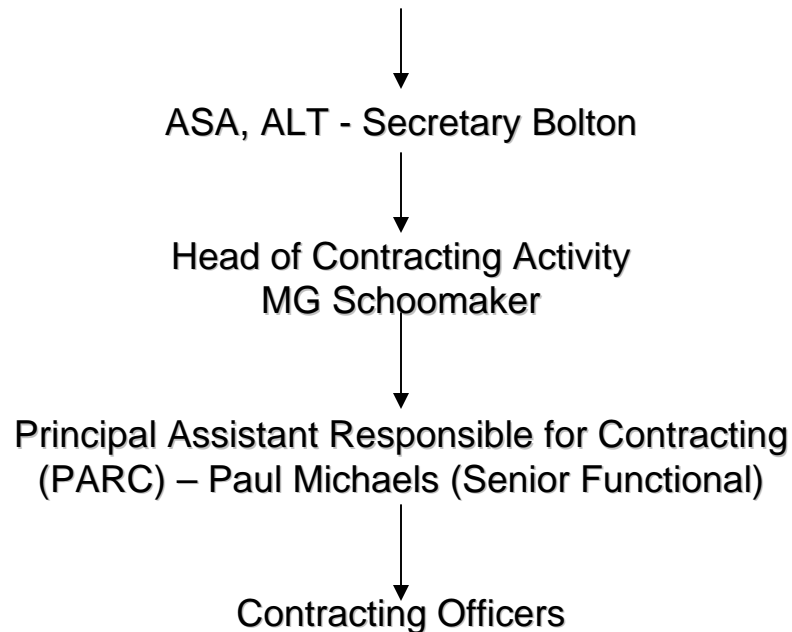 ASA, ALT - Secretary Bolton
Head of Contracting Activity
MG Schoomaker
Principal Assistant Responsible for Contracting
(PARC) – Paul Michaels (Senior Functional)
Contracting Officers